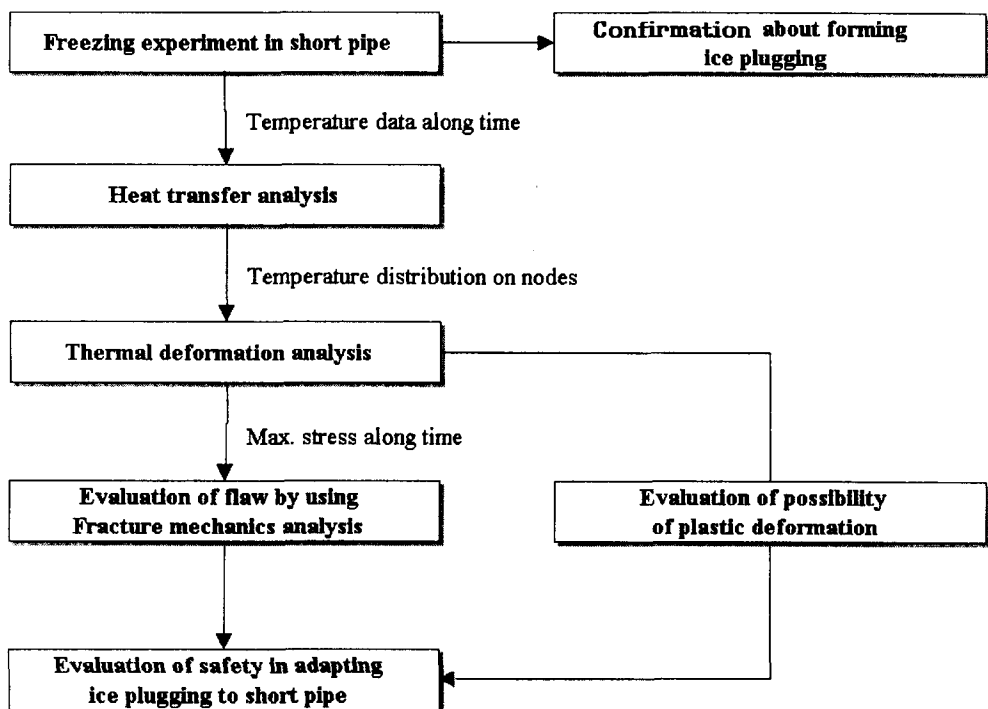 Freezing experiment in short pipe
Confirmation about forming
ice plugging
Temperature data along time
Heat transfer analysis
Temperature distribution on nodes
Thermal deformation analysis
Max. stress along time
Evaluation of flaw by using
Fracture mechanics analysis
Evaluation of possibility
of plastic deformation
Evaluation of safety in adapting
ice plugging to short pipe